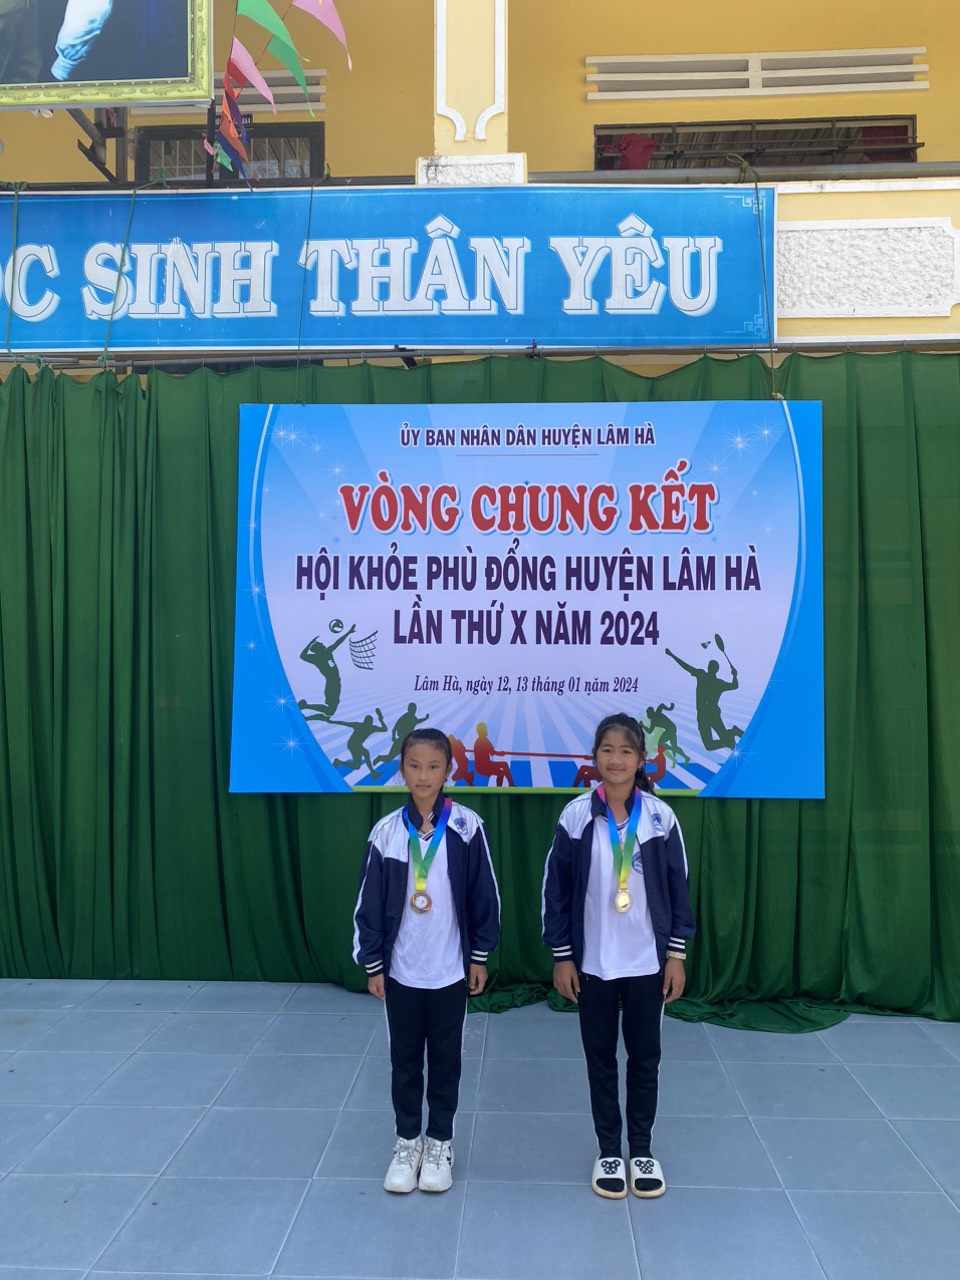 ỌC SINH THÂN YÊU
ỦY BAN NHÂN DÂN HUYỆN LÂM HÀ
VÒNG CHUNG KẾT
HỘI KHỎE PHÙ ĐỔNG HUYỆN LÂM HÀ
LẦN THỨ X NĂM 2024
Lâm Hà, ngày 12, 13 tháng 01 năm 2024